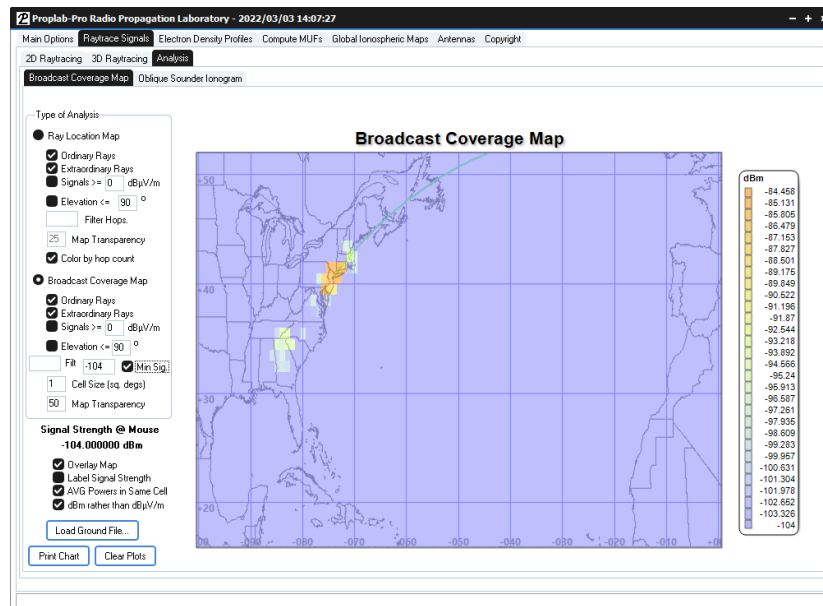 Proplab-Pro Radio Propagation Laboratory - 2022/03/03 14:07:27
Main Options Raytrace Signals Electron Density Profiles Compute MUFs Global Ionospheric Maps Antennas Copyright
2D Raytracing 3D Raytracing Analysis
Broadcast Coverage Map Oblique Sounder Ionogram
Type of Analysis
Ray Location Map
Ordinary Rays
Extraordinary Rays
Signals >= 0 dBµV/m
Elevation <= 90 °
Filter Hops.
25 Map Transparency
Color by hop count
Broadcast Coverage Map
Ordinary Rays
Extraordinary Rays
Signals >= 0 dBµV/m
Elevation <= 90 °
Filt -104 Min Sig.
1 Cell Size (sq. degs)
50 Map Transparency
Signal Strength @ Mouse
-104.000000 dBm
Overlay Map
Label Signal Strength
AVG Powers in Same Cell
dBm rather than dBµV/m
Load Ground File...
Print Chart Clear Plots
Broadcast Coverage Map
+50
+40
+30
+20
-090 -080 -070 -060 -050 -040 -030 -020 -010 +00
dBm
-84.458
-85.131
-85.805
-86.479
-87.153
-87.827
-88.501
-89.175
-89.849
-90.522
-91.196
-91.87
-92.544
-93.218
-93.892
-94.566
-95.24
-95.913
-96.587
-97.261
-97.935
-98.609
-99.283
-99.957
-100.631
-101.304
-101.978
-102.652
-103.326
-104